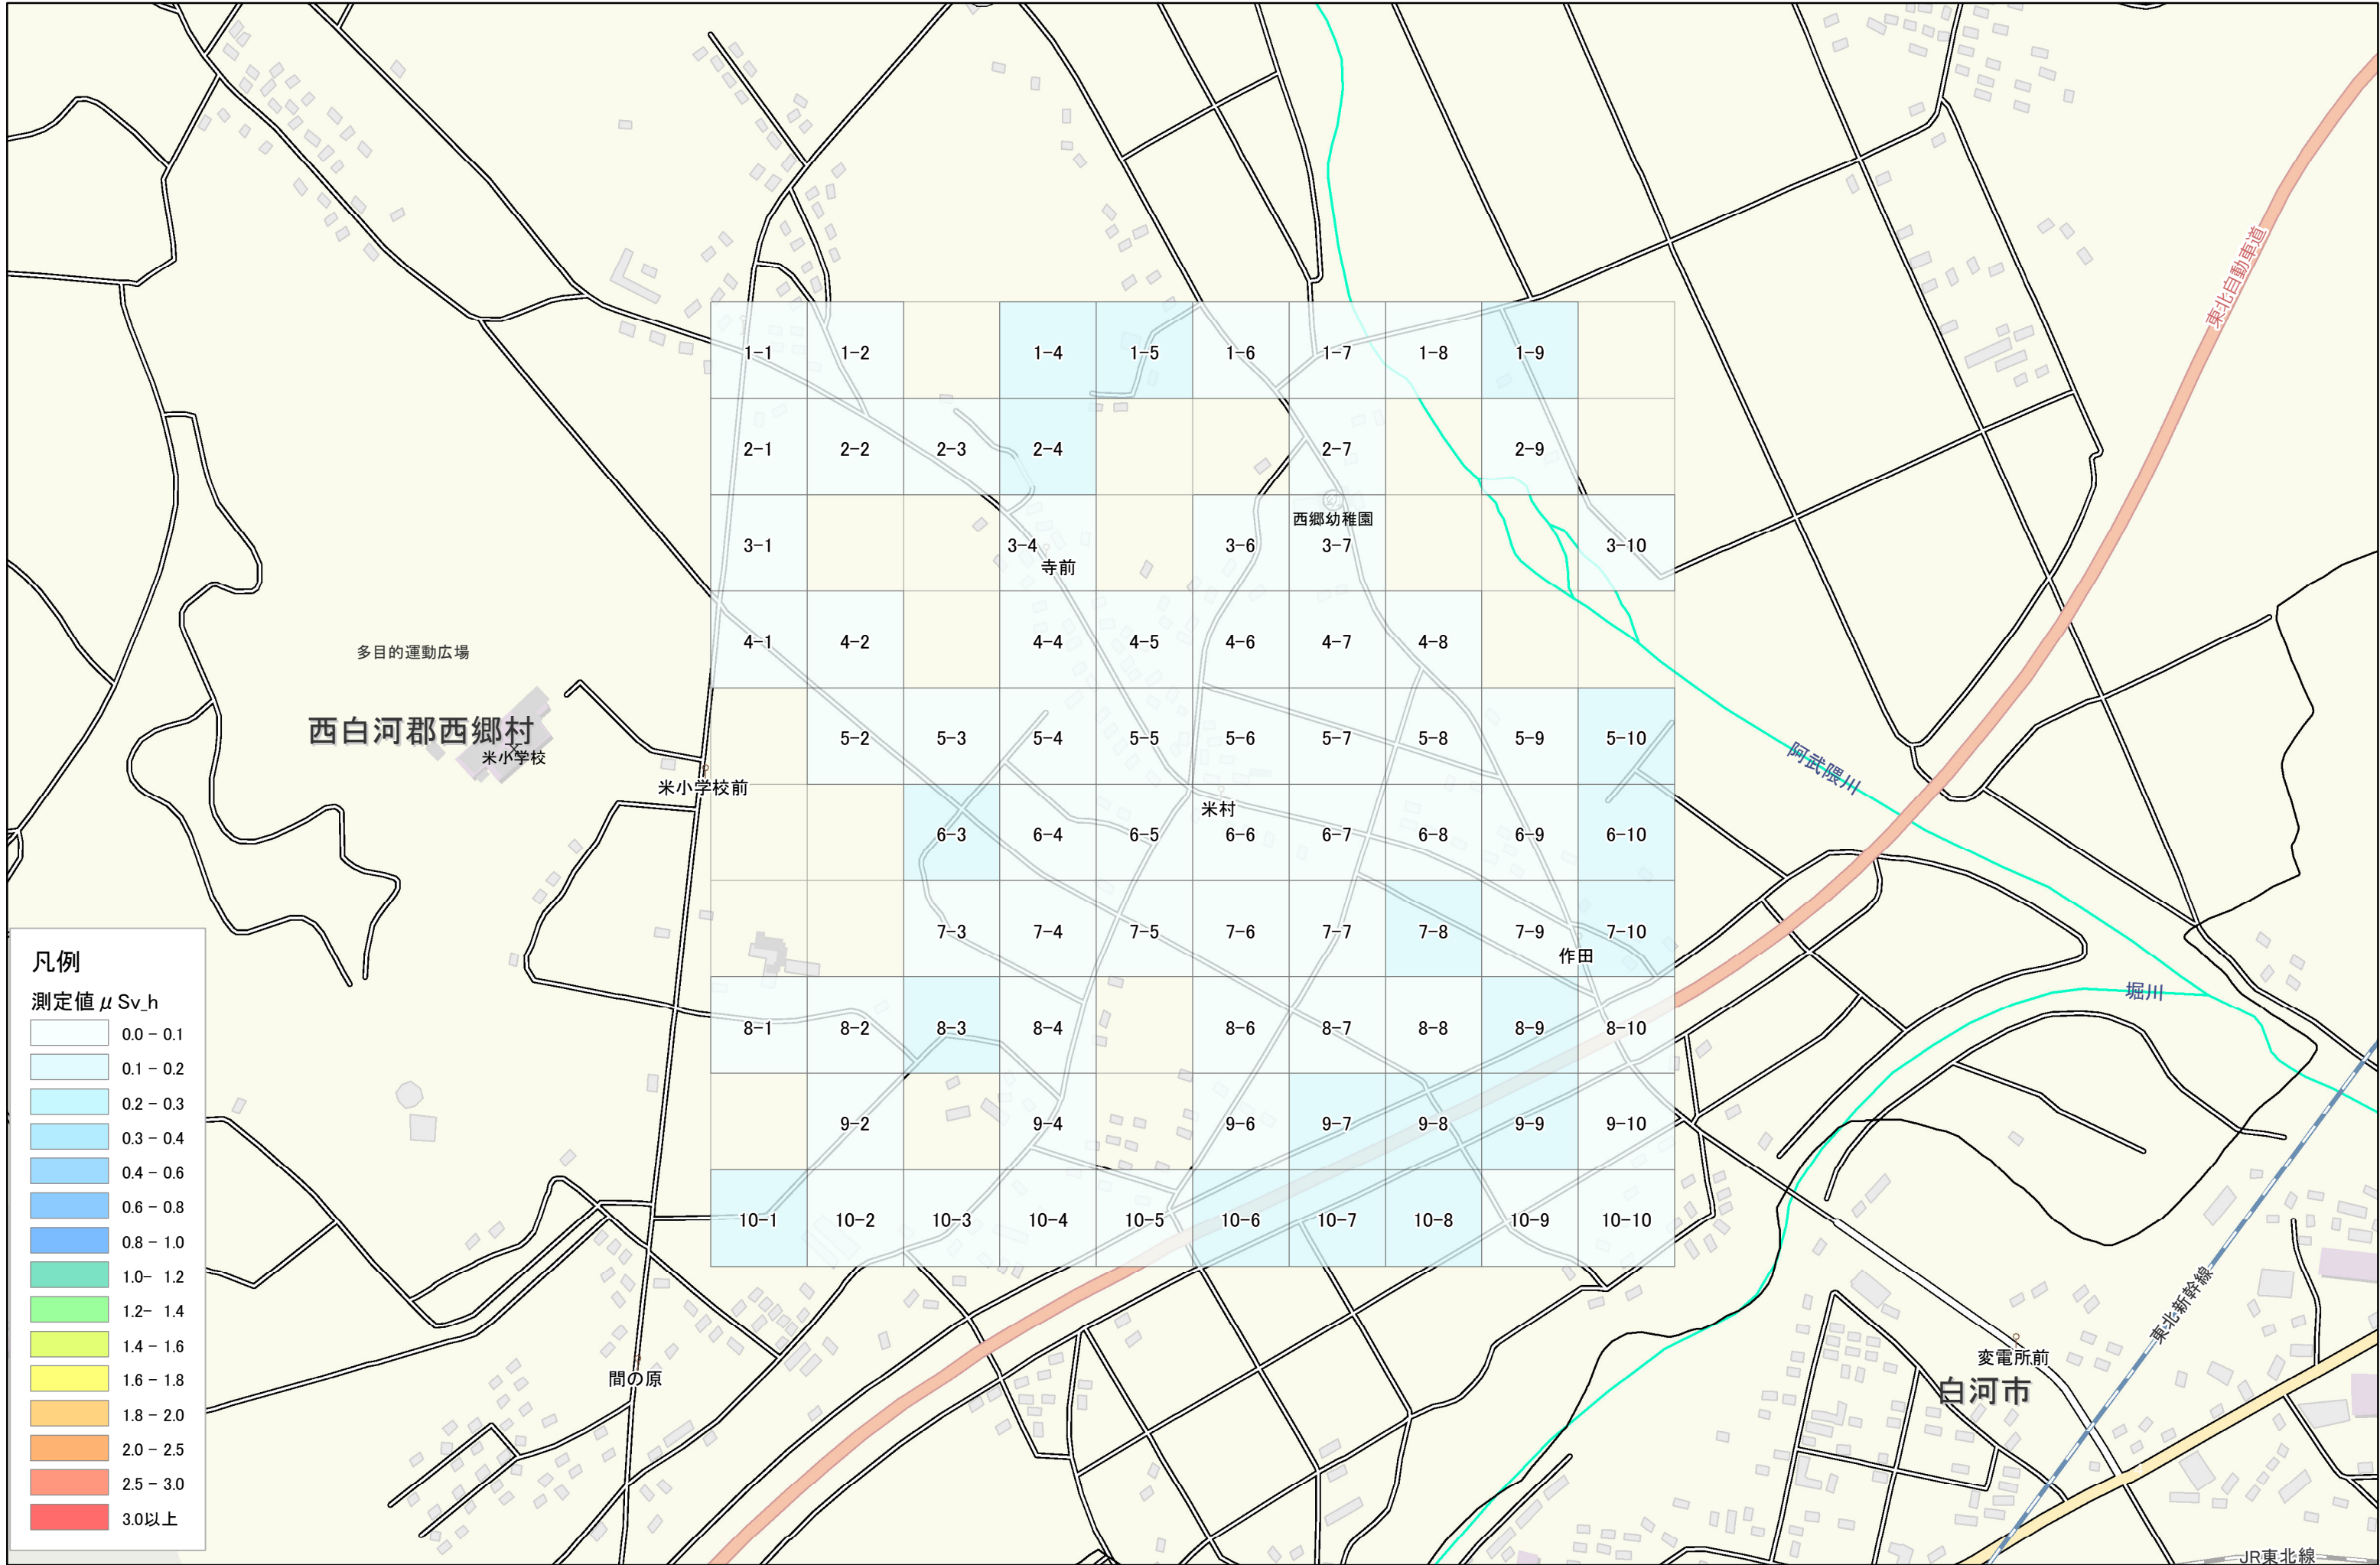 東北自動車道
1-1 1-2 1-4 1-5 1-6 1-7 1-8 1-9
2-1 2-2 2-3 2-4 2-7 2-9
西郷幼稚園
3-1 3-4 3-6 3-7 3-10
寺前
4-1 4-2 4-4 4-5 4-6 4-7 4-8
多目的運動広場
西白河郡西郷村
米小学校
5-2 5-3 5-4 5-5 5-6 5-7 5-8 5-9 5-10
阿武隈川
米小学校前
米村
6-3 6-4 6-5 6-6 6-7 6-8 6-9 6-10
7-3 7-4 7-5 7-6 7-7 7-8 7-9 7-10
作田
堀川
8-1 8-2 8-3 8-4 8-6 8-7 8-8 8-9 8-10
9-2 9-4 9-6 9-7 9-8 9-9 9-10
10-1 10-2 10-3 10-4 10-5 10-6 10-7 10-8 10-9 10-10
東北新幹線
変電所前
間の原
白河市
JR東北線
凡例
測定値 μ Sv_h
0.0 - 0.1
0.1 - 0.2
0.2 - 0.3
0.3 - 0.4
0.4 - 0.6
0.6 - 0.8
0.8 - 1.0
1.0- 1.2
1.2- 1.4
1.4 - 1.6
1.6 - 1.8
1.8 - 2.0
2.0 - 2.5
2.5 - 3.0
3.0以上